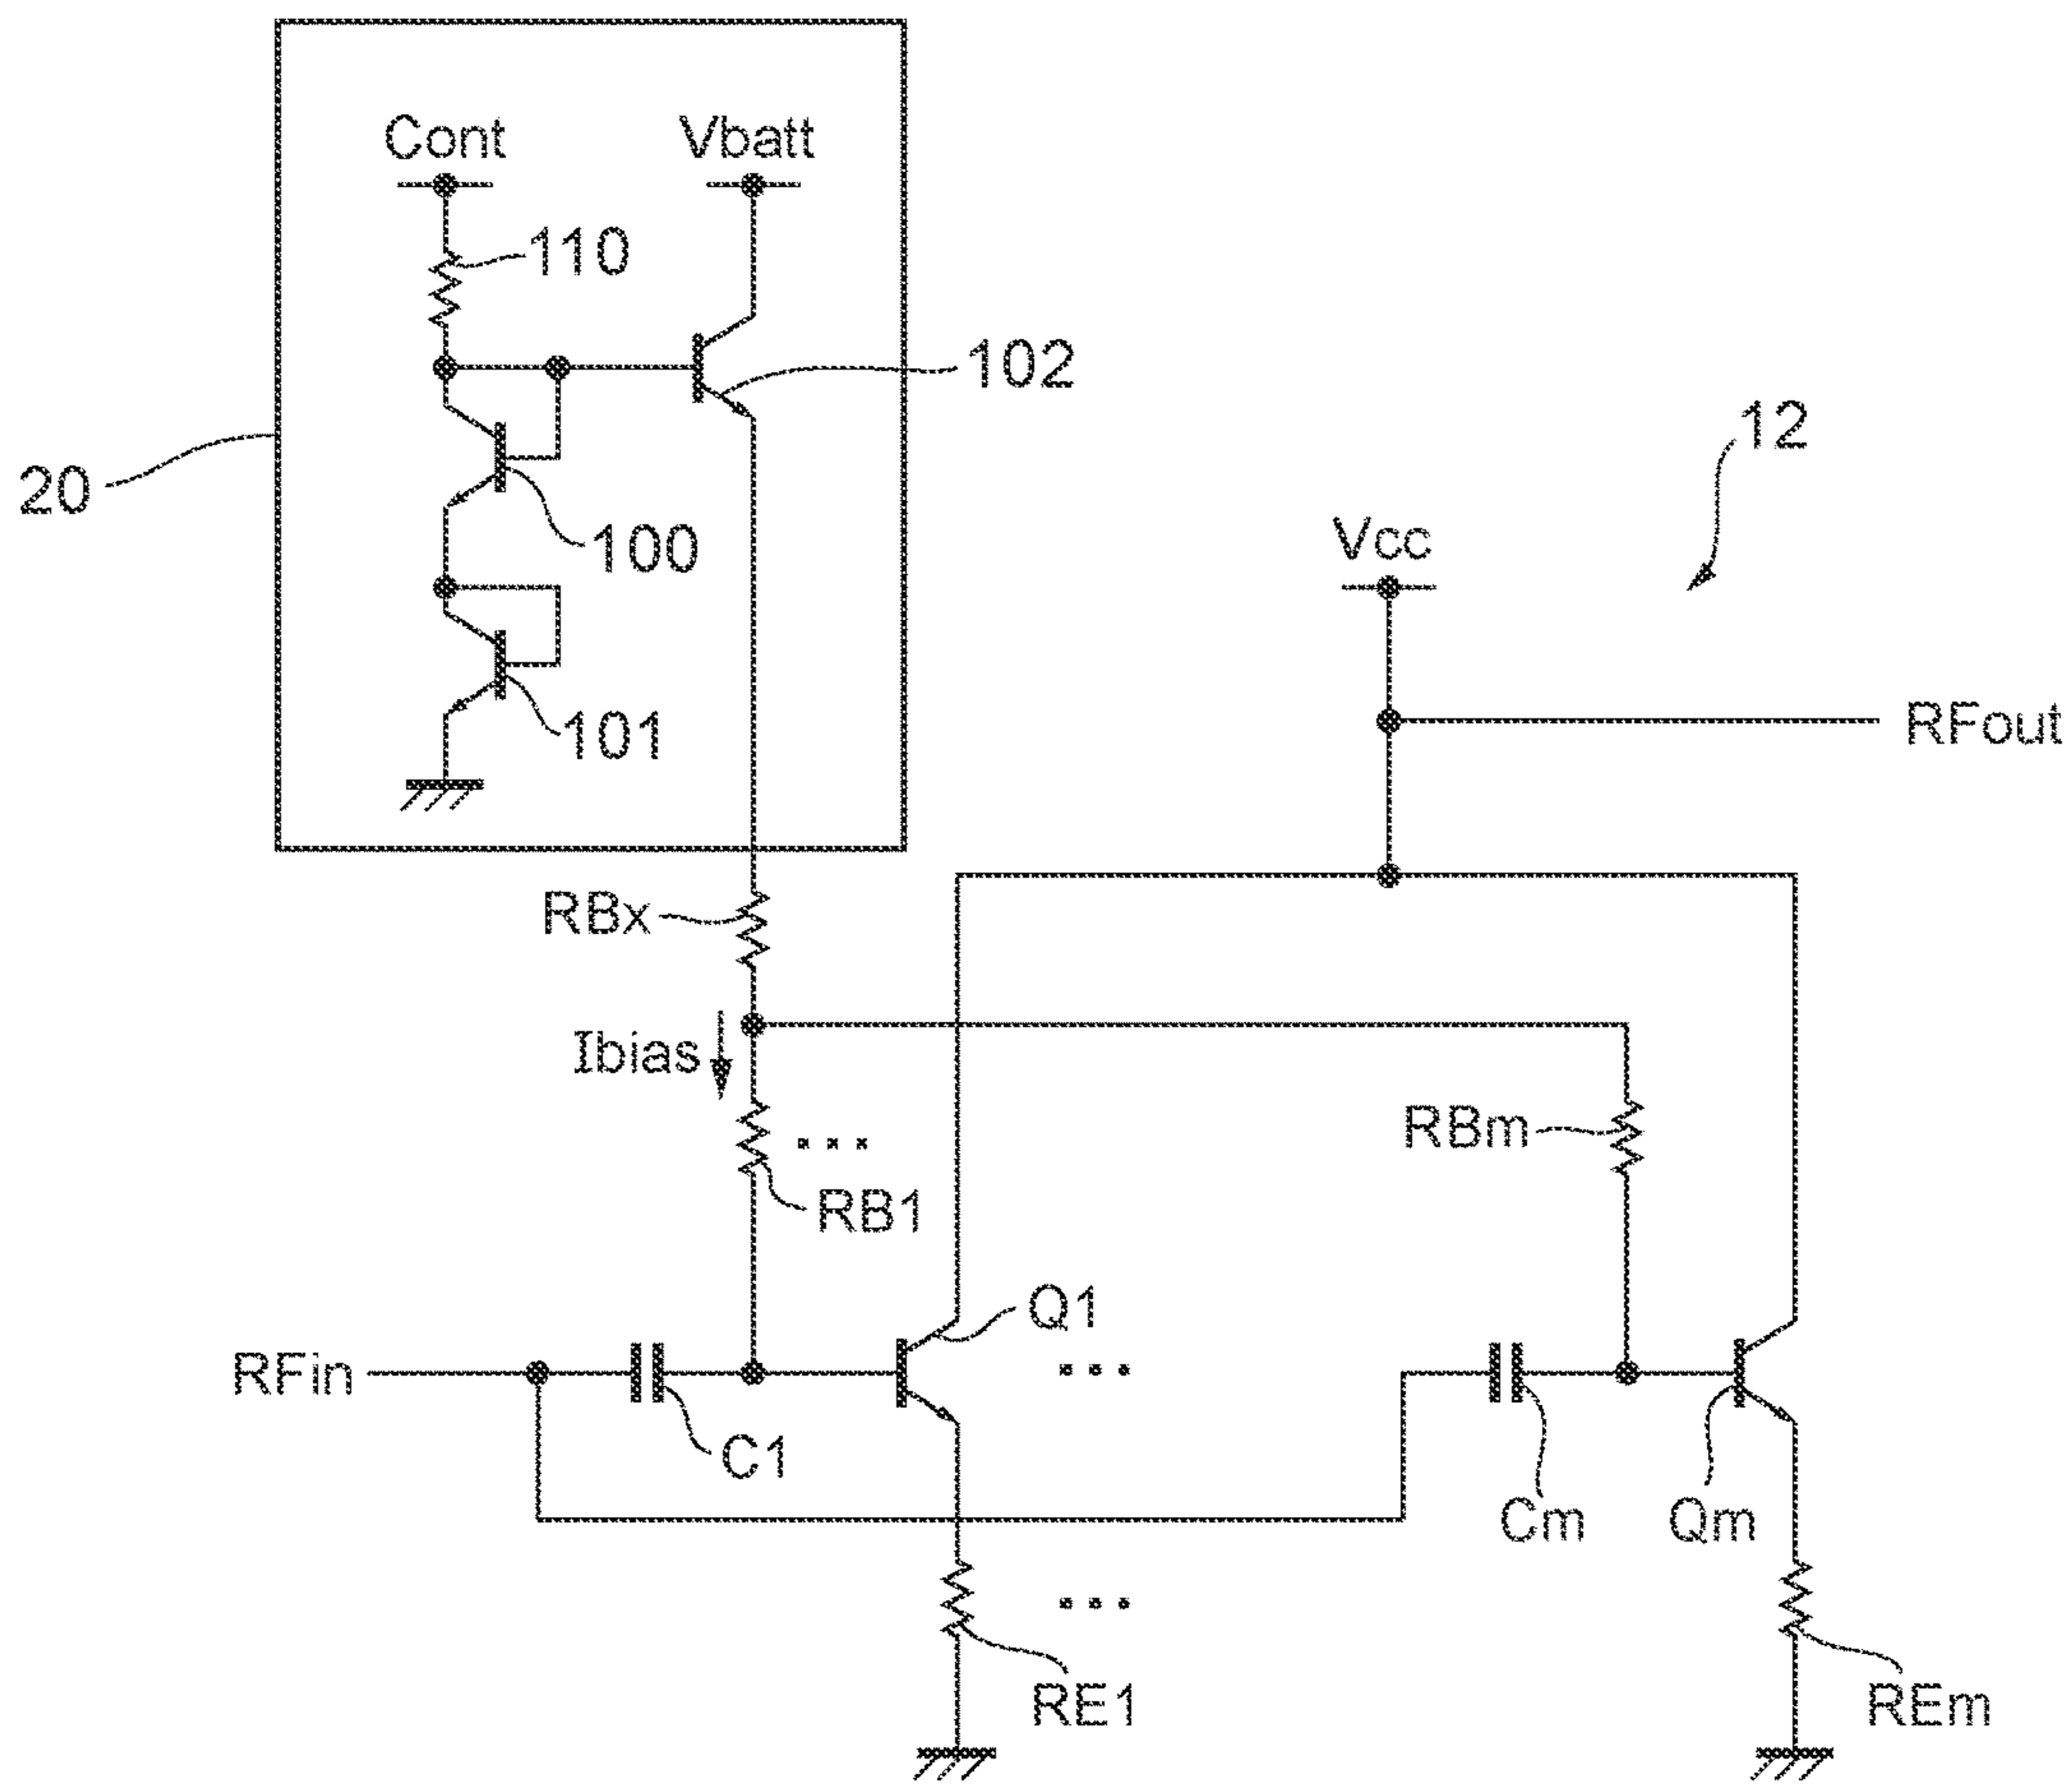 Cont
Vbatt
110
102
12
20
100
Vcc
101
RFout
RBx
Ibias
...
RBm
RB1
Q1
RFin
...
C1
Cm
Qm
...
RE1
REm